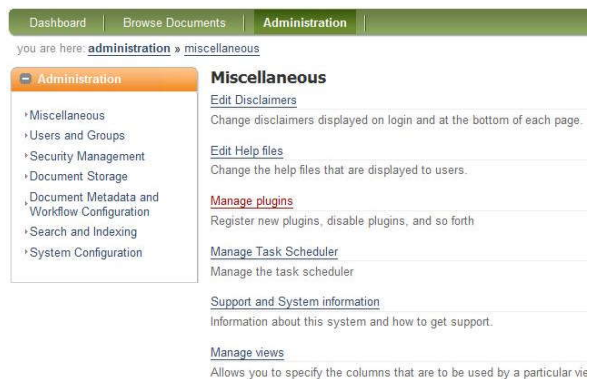 Dashboard Browse Documents Administration
you are here: administration » miscellaneous
Administration
Miscellaneous
Users and Groups
Security Management
Document Storage
Document Metadata and
Workflow Configuration
Search and Indexing
System Configuration
Miscellaneous
Edit Disclaimers
Change disclaimers displayed on login and at the bottom of each page.
Edit Help files
Change the help files that are displayed to users.
Manage plugins
Register new plugins, disable plugins, and so forth
Manage Task Scheduler
Manage the task scheduler
Support and System information
Information about this system and how to get support.
Manage views
Allows you to specify the columns that are to be used by a particular vie